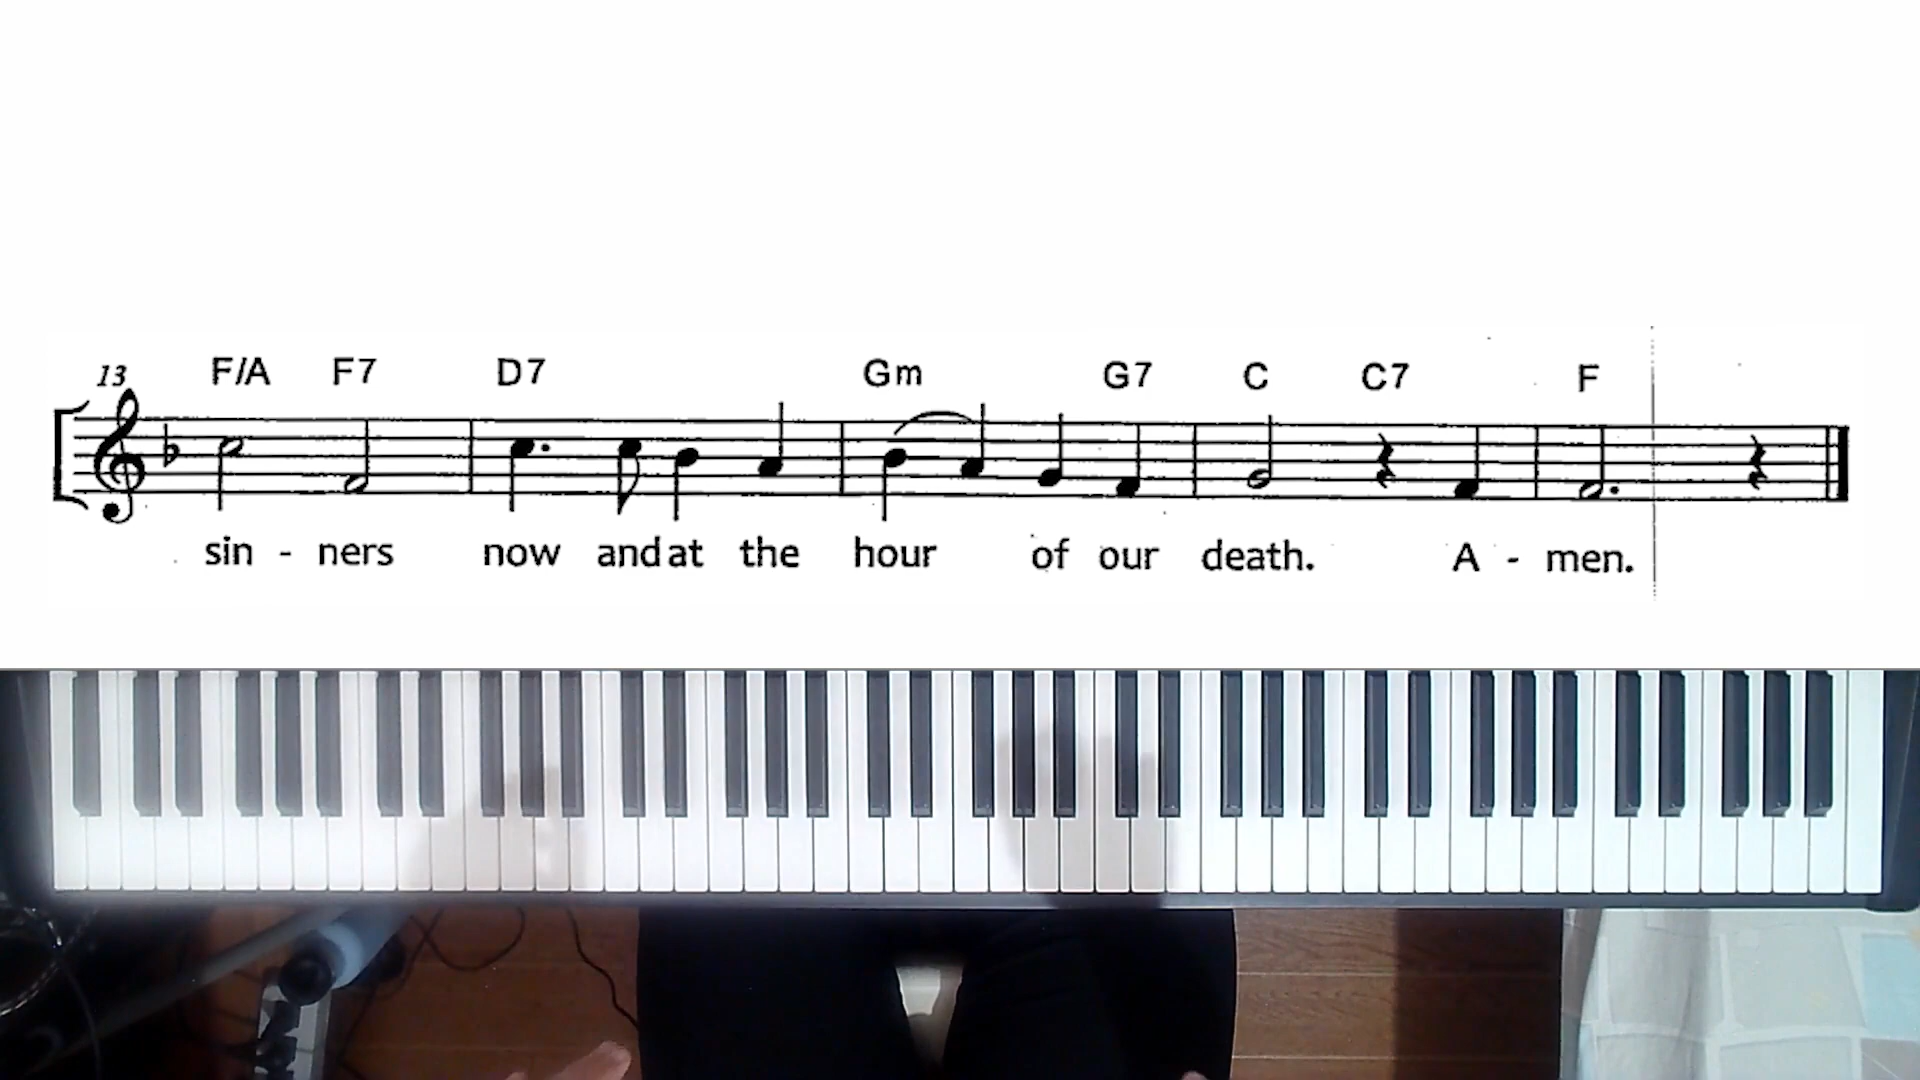 13 F/A F7 D7 Gm G7 C C7 F
sin - ners now and at the hour of our death. A - men.